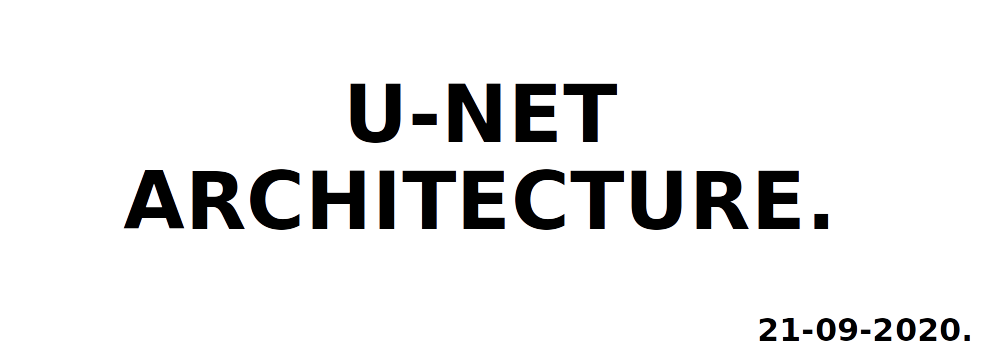 U-NET
ARCHITECTURE.
21-09-2020.